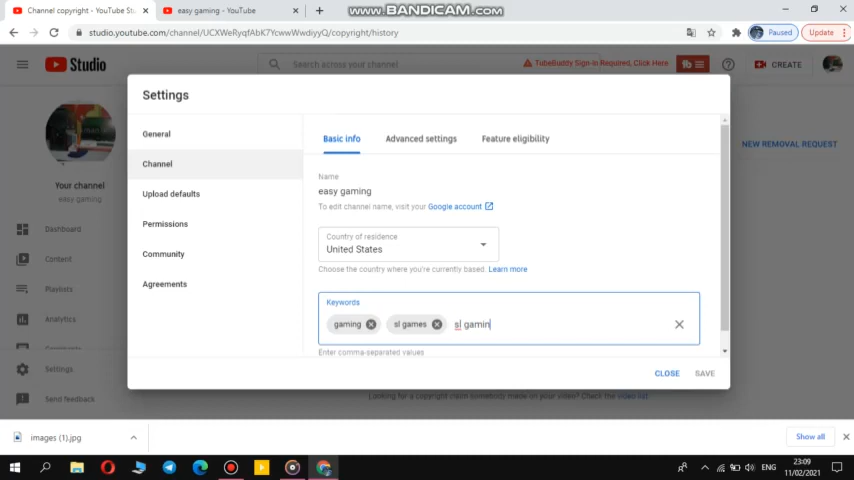 Channel copyright - YouTube St
easy gaming - YouTube
www.BANDICAM.com
studio.youtube.com/channel/UCXWeRyqfAbK7YcwwWwdiyyQ/copyright/history
Paused
Update
Studio
Search across your channel
TubeBuddy Sign-In Required, Click Here
CREATE
Settings
General
Channel
Upload defaults
Permissions
Community
Agreements
Basic info
Advanced settings
Feature eligibility
Name
easy gaming
To edit channel name, visit your Google account
Country of residence
United States
Choose the country where you're currently based. Learn more
Keywords
gaming
sl games
sl gamin
Enter comma-separated values
CLOSE
SAVE
NEW REMOVAL REQUEST
Your channel
easy gaming
Dashboard
Content
Playlists
Analytics
Settings
Send feedback
Looking for a copyright claim somebody made on your video? Check the video list
images (1).jpg
Show all
ENG
23:09
11/02/2021